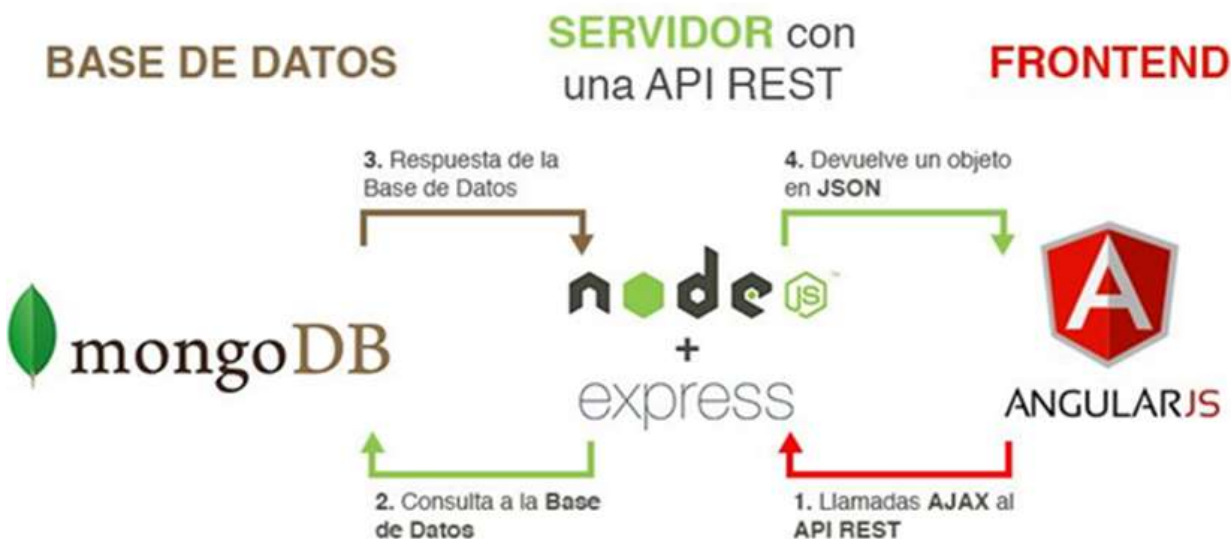 BASE DE DATOS
SERVIDOR con
una API REST
FRONTEND
3. Respuesta de la
Base de Datos
4. Devuelve un objeto
en JSON
mongoDB
node JS™
+
express
ANGULARJS
2. Consulta a la Base
de Datos
1. Llamadas AJAX al
API REST